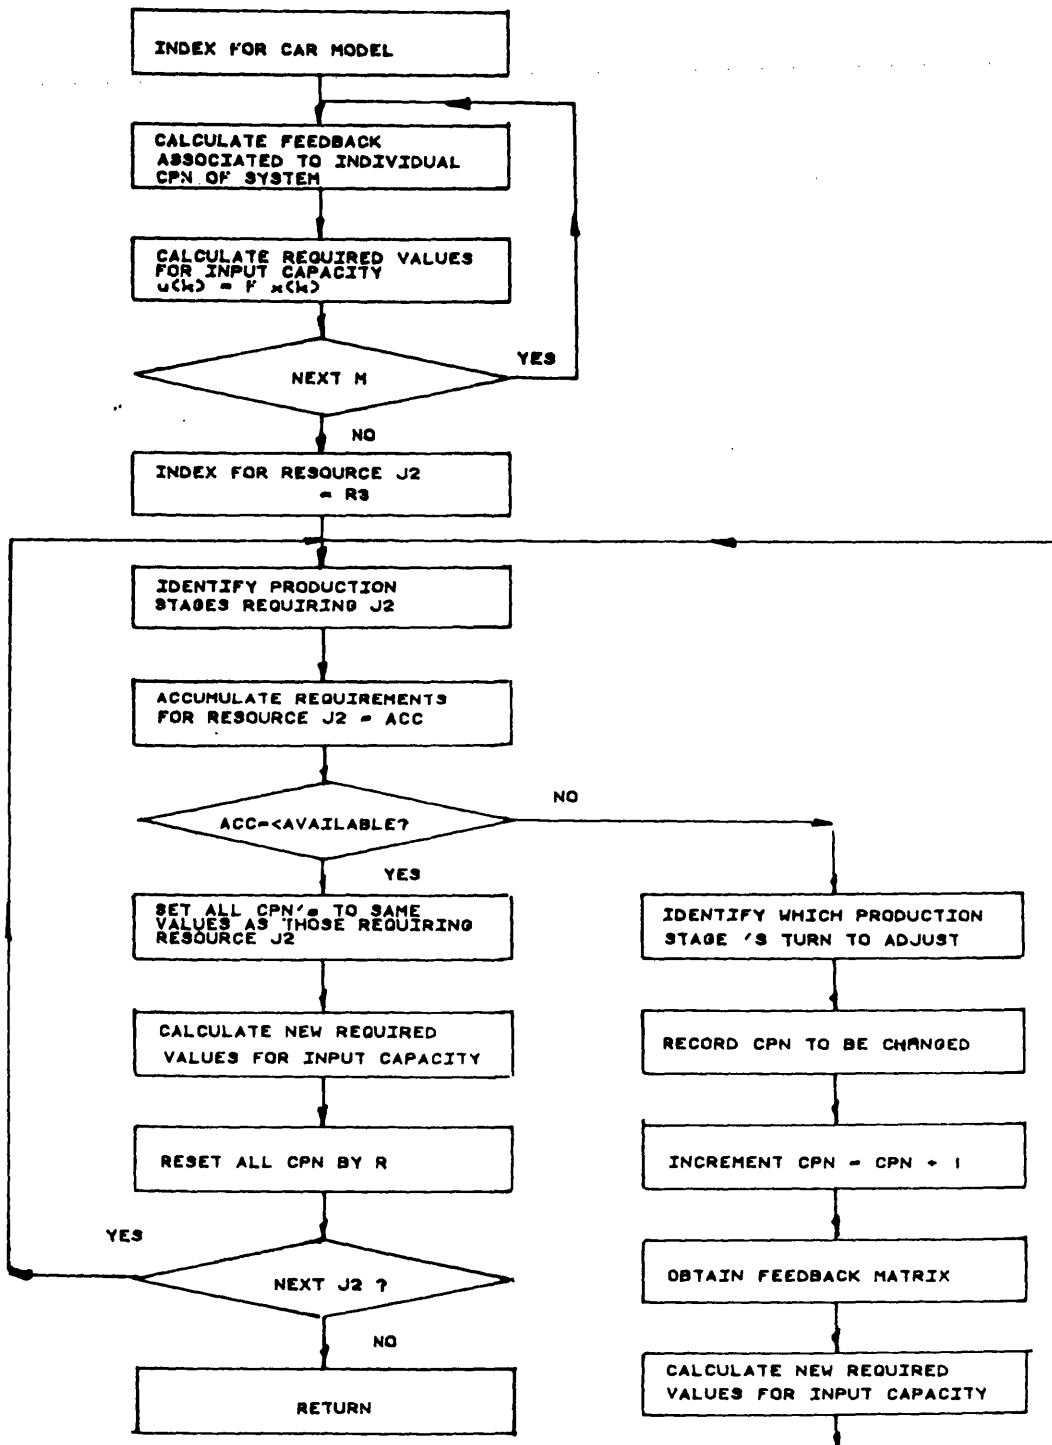 INDEX FOR CAR MODEL
CALCULATE FEEDBACK
ASSOCIATED TO INDIVIDUAL
CPN OF SYSTEM
CALCULATE REQUIRED VALUES
FOR INPUT CAPACITY
u(k) = F x(k)
YES
NEXT M
NO
INDEX FOR RESOURCE J2
= R3
IDENTIFY PRODUCTION
STAGES REQUIRING J2
ACCUMULATE REQUIREMENTS
FOR RESOURCE J2 = ACC
NO
ACC=<AVAILABLE?
YES
SET ALL CPN's TO SAME
VALUES AS THOSE REQUIRING
RESOURCE J2
IDENTIFY WHICH PRODUCTION
STAGE 'S TURN TO ADJUST
CALCULATE NEW REQUIRED
VALUES FOR INPUT CAPACITY
RECORD CPN TO BE CHANGED
RESET ALL CPN BY R
INCREMENT CPN = CPN + 1
YES
NEXT J2 ?
OBTAIN FEEDBACK MATRIX
NO
RETURN
CALCULATE NEW REQUIRED
VALUES FOR INPUT CAPACITY